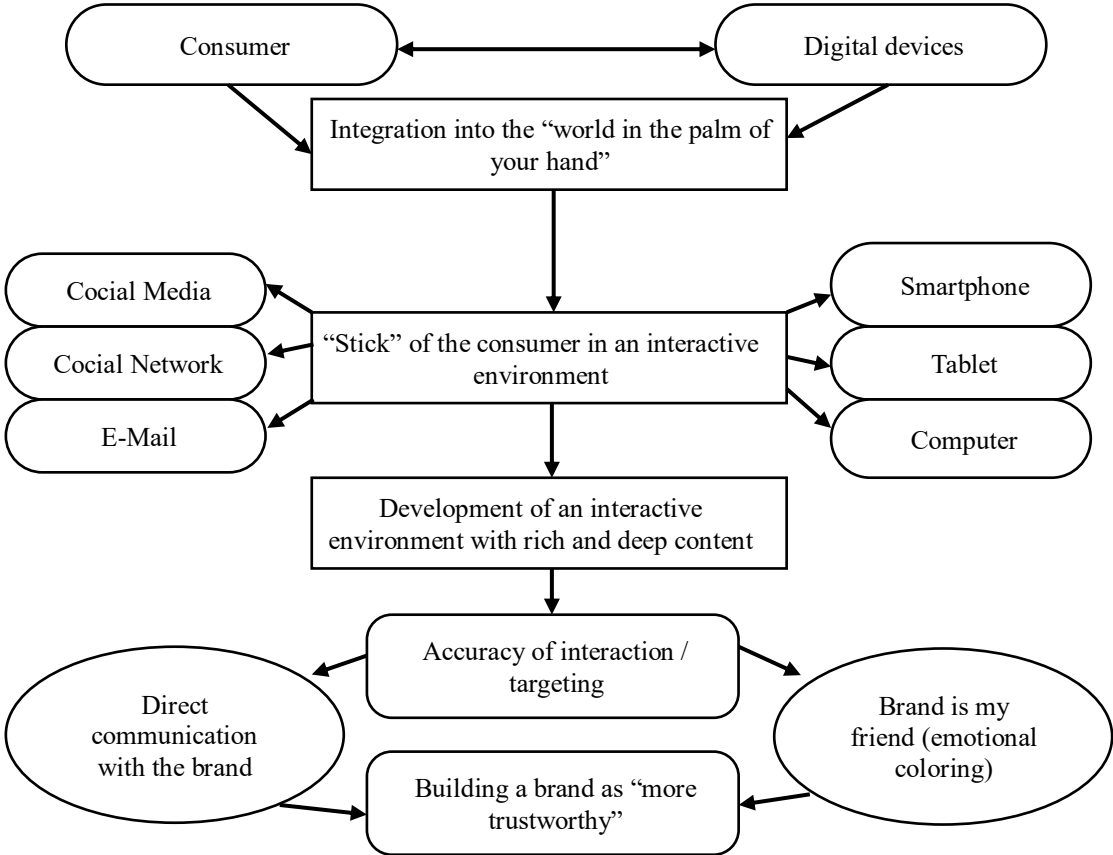 Consumer
Digital devices
Integration into the “world in the palm of
your hand”
Cocial Media
Cocial Network
E-Mail
“Stick” of the consumer in an interactive
environment
Smartphone
Tablet
Computer
Development of an interactive
environment with rich and deep content
Accuracy of interaction /
targeting
Direct
communication
with the brand
Brand is my
friend (emotional
coloring)
Building a brand as “more
trustworthy”